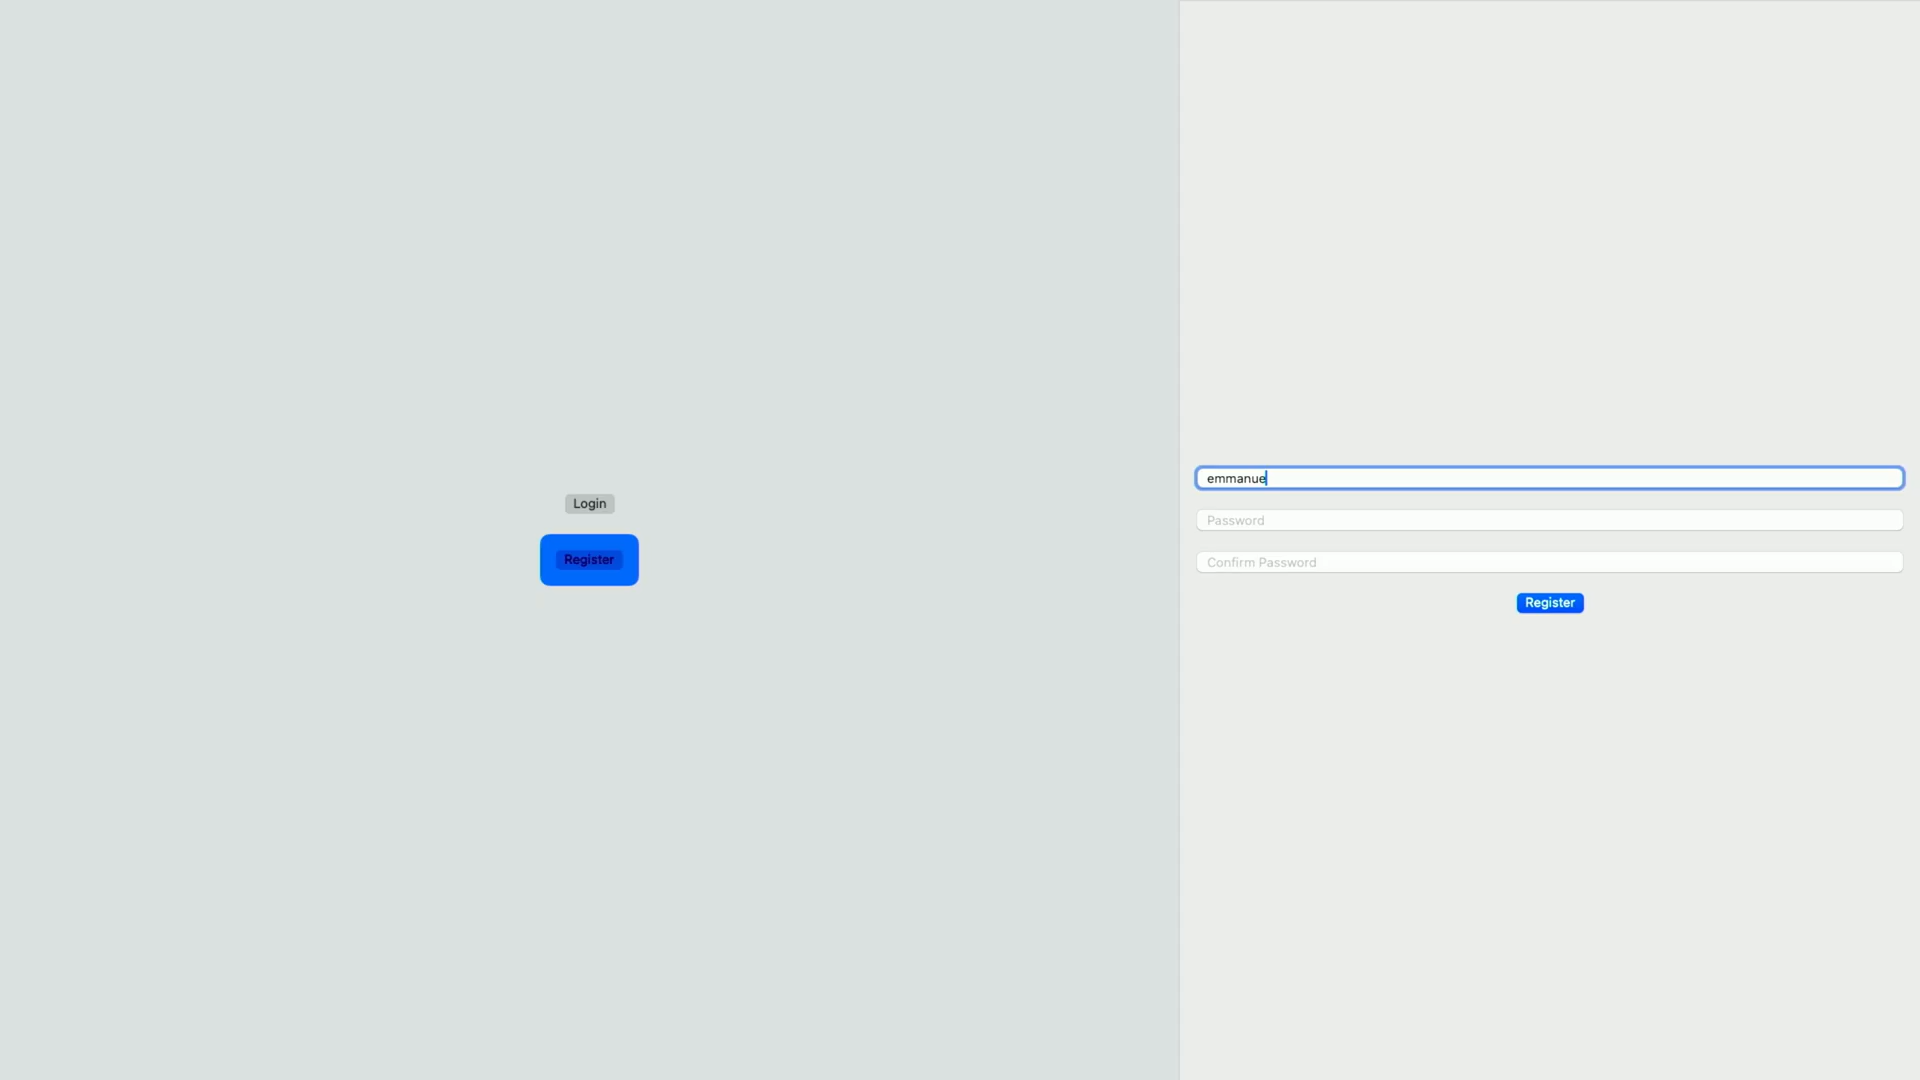 Login
Register
emmanue
Password
Confirm Password
Register